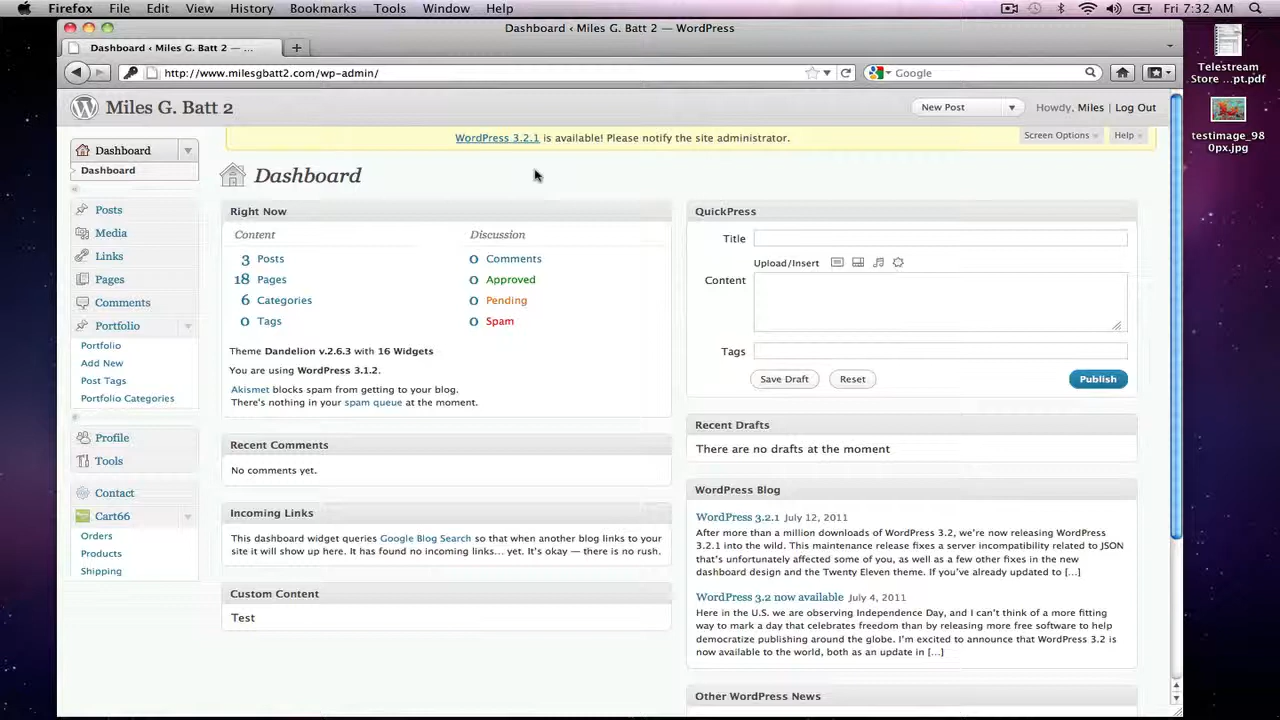 Firefox File Edit View History Bookmarks Tools Window Help Fri 7:32 AM
Dashboard ‹ Miles G. Batt 2 — WordPress
Dashboard ‹ Miles G. Batt 2 — ...
http://www.milesgbatt2.com/wp-admin/
Google
Telestream
Store ...pt.pdf
testimage_98
0px.jpg
Miles G. Batt 2
New Post
Howdy, Miles | Log Out
WordPress 3.2.1 is available! Please notify the site administrator.
Screen Options
Help
Dashboard
Dashboard
Posts
Media
Links
Pages
Comments
Portfolio
Portfolio
Add New
Post Tags
Portfolio Categories
Profile
Tools
Contact
Cart66
Orders
Products
Shipping
Dashboard
Right Now
Content
Discussion
3 Posts
0 Comments
18 Pages
0 Approved
6 Categories
0 Pending
0 Tags
0 Spam
Theme Dandelion v.2.6.3 with 16 Widgets
You are using WordPress 3.1.2.
Akismet blocks spam from getting to your blog.
There's nothing in your spam queue at the moment.
Recent Comments
No comments yet.
Incoming Links
This dashboard widget queries Google Blog Search so that when another blog links to your
site it will show up here. It has found no incoming links... yet. It's okay — there is no rush.
Custom Content
Test
QuickPress
Title
Upload/Insert
Content
Tags
Save Draft
Reset
Publish
Recent Drafts
There are no drafts at the moment
WordPress Blog
WordPress 3.2.1 July 12, 2011
After more than a million downloads of WordPress 3.2, we're now releasing WordPress
3.2.1 into the wild. This maintenance release fixes a server incompatibility related to JSON
that's unfortunately affected some of you, as well as a few other fixes in the new
dashboard design and the Twenty Eleven theme. If you've already updated to [...]
WordPress 3.2 now available July 4, 2011
Here in the U.S. we are observing Independence Day, and I can't think of a more fitting
way to mark a day that celebrates freedom than by releasing more free software to help
democratize publishing around the globe. I'm excited to announce that WordPress 3.2 is
now available to the world, both as an update in [...]
Other WordPress News